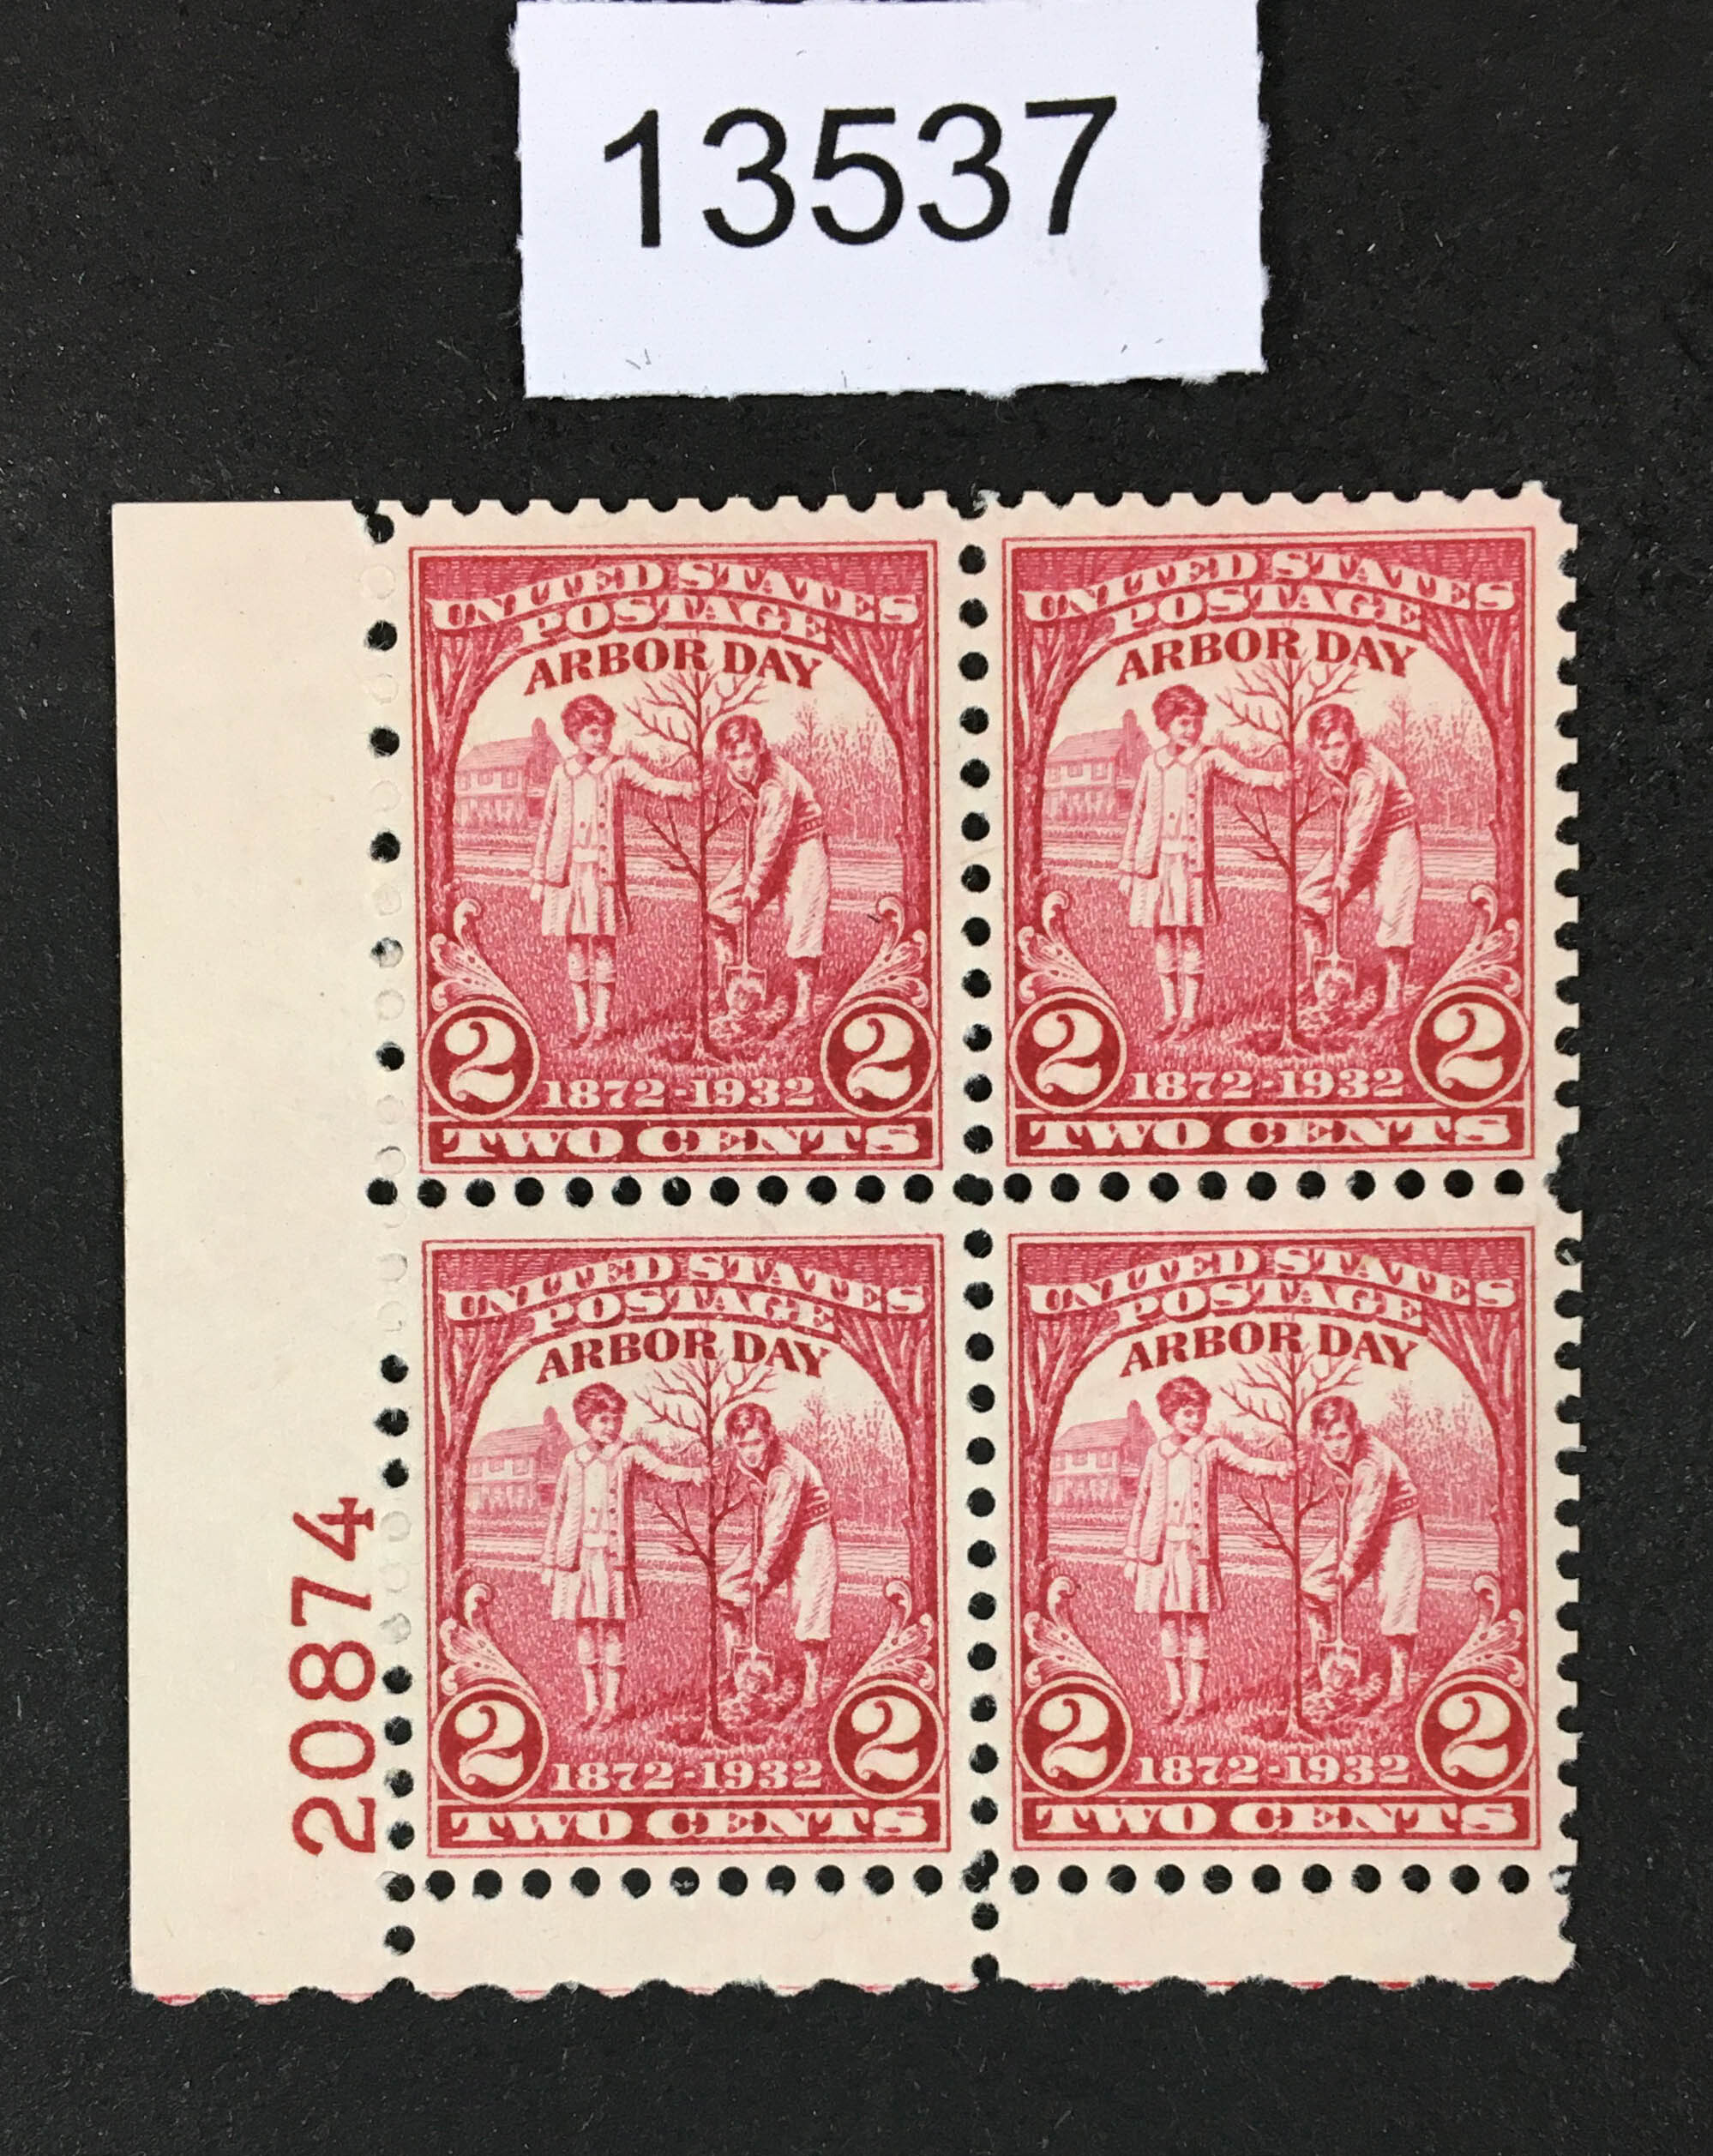 13537
UNITED STATES
POSTAGE
ARBOR DAY
2 1872-1932 2
TWO CENTS
UNITED STATES
POSTAGE
ARBOR DAY
2 1872-1932 2
TWO CENTS
20874
UNITED STATES
POSTAGE
ARBOR DAY
2 1872-1932 2
TWO CENTS
UNITED STATES
POSTAGE
ARBOR DAY
2 1872-1932 2
TWO CENTS